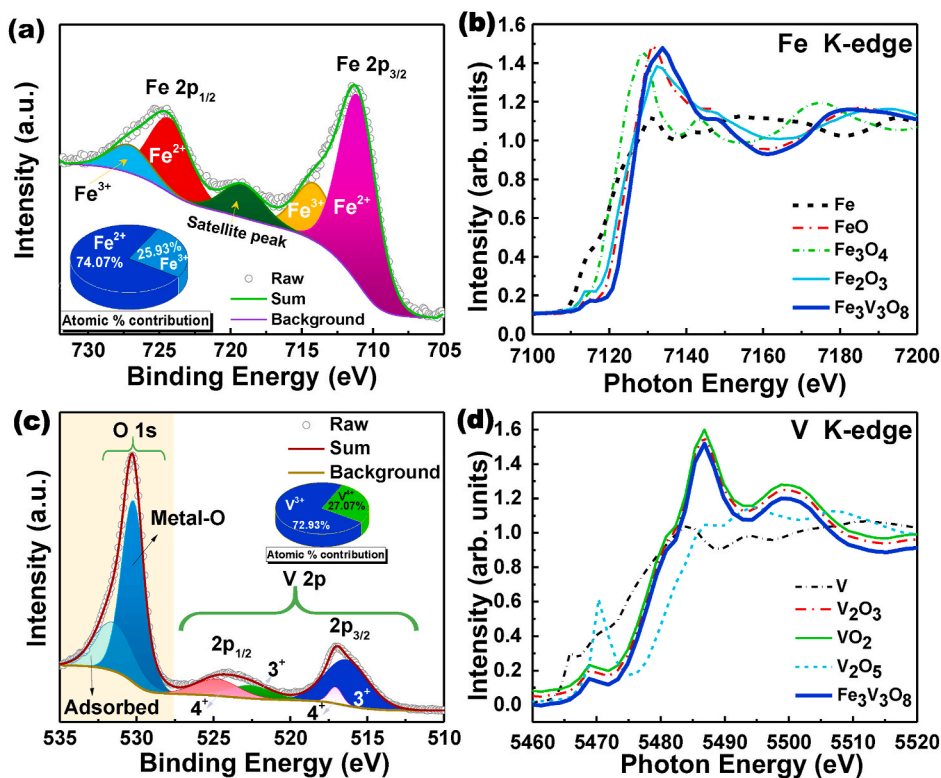 (a)
Fe 2p1/2
Fe 2p3/2
Fe2+
Fe3+
Fe3+
Fe2+
Satellite peak
Fe2+
74.07%
25.93%
Fe3+
Atomic % contribution
Raw
Sum
Background
Intensity (a.u.)
730 725 720 715 710 705
Binding Energy (eV)
(b)
Fe K-edge
Fe
FeO
Fe3O4
Fe2O3
Fe3V3O8
Intensity (arb. units)
1.6
1.4
1.2
1.0
0.8
0.6
0.4
0.2
0.0
7100 7120 7140 7160 7180 7200
Photon Energy (eV)
(c)
O 1s
Raw
Sum
Background
Metal-O
V3+
72.93%
V4+
27.07%
Atomic % contribution
V 2p
2p1/2
2p3/2
3+
4+
4+
3+
Adsorbed
Intensity (a.u.)
535 530 525 520 515 510
Binding Energy (eV)
(d)
V K-edge
V
V2O3
VO2
V2O5
Fe3V3O8
Intensity (arb. units)
1.6
1.4
1.2
1.0
0.8
0.6
0.4
0.2
0.0
5460 5470 5480 5490 5500 5510 5520
Photon Energy (eV)